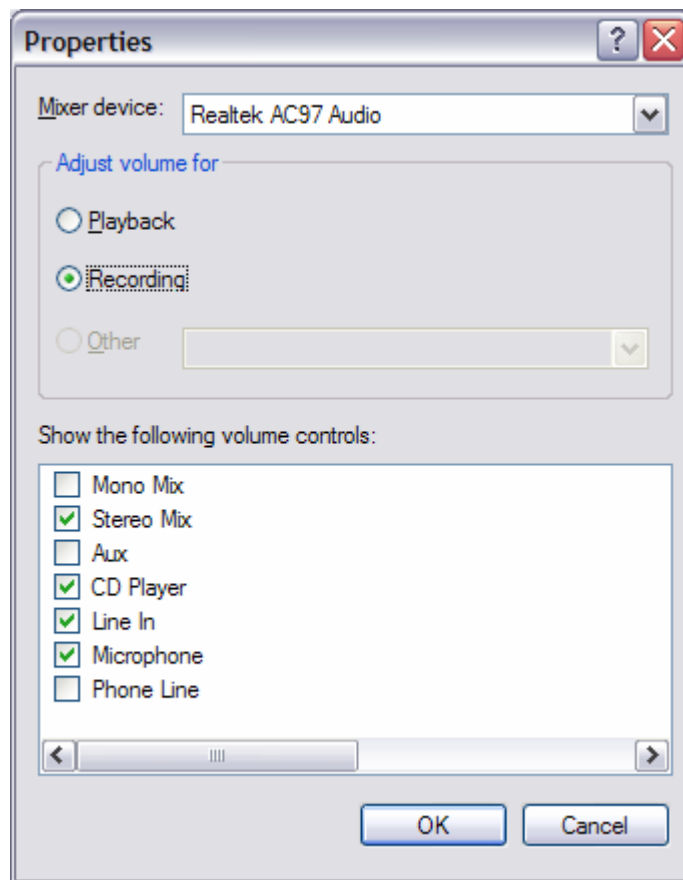 Properties
Mixer device: Realtek AC97 Audio
Adjust volume for
Playback
Recording
Other
Show the following volume controls:
Mono Mix
Stereo Mix
Aux
CD Player
Line In
Microphone
Phone Line
OK Cancel